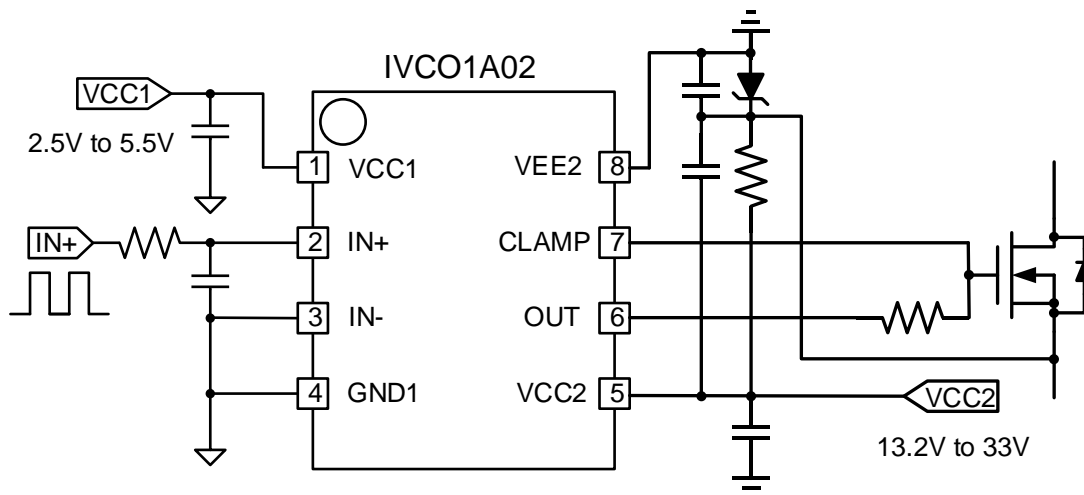 IVCO1A02
VCC1
2.5V to 5.5V
1 VCC1
VEE2 8
IN+
2 IN+
CLAMP 7
3 IN-
OUT 6
4 GND1
VCC2 5
VCC2
13.2V to 33V